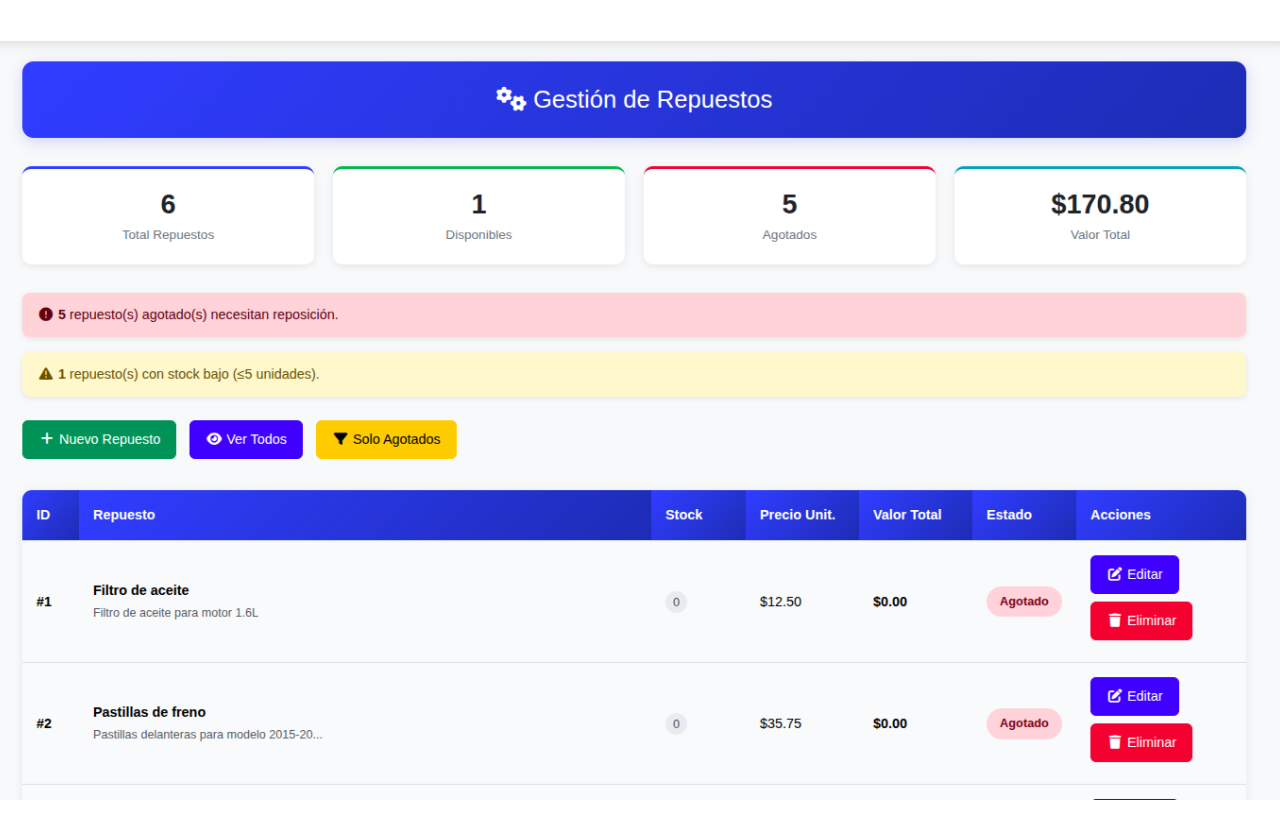 Gestión de Repuestos
6
Total Repuestos
1
Disponibles
5
Agotados
$170.80
Valor Total
5 repuesto(s) agotado(s) necesitan reposición.
1 repuesto(s) con stock bajo (≤5 unidades).
Nuevo Repuesto
Ver Todos
Solo Agotados
ID Repuesto Stock Precio Unit. Valor Total Estado Acciones
#1
Filtro de aceite
Filtro de aceite para motor 1.6L
0
$12.50
$0.00
Agotado
Editar
Eliminar
#2
Pastillas de freno
Pastillas delanteras para modelo 2015-20...
0
$35.75
$0.00
Agotado
Editar
Eliminar